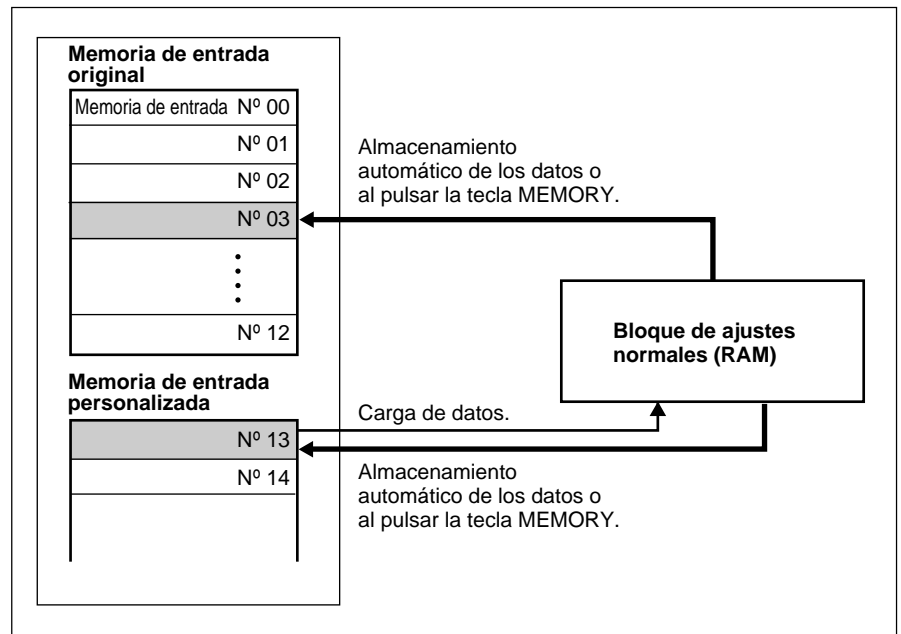 Memoria de entrada
original
Memoria de entrada Nº 00
Nº 01
Nº 02
Nº 03
Nº 12
Almacenamiento
automático de los datos o
al pulsar la tecla MEMORY.
Bloque de ajustes
normales (RAM)
Memoria de entrada
personalizada
Nº 13
Nº 14
Carga de datos.
Almacenamiento
automático de los datos o
al pulsar la tecla MEMORY.